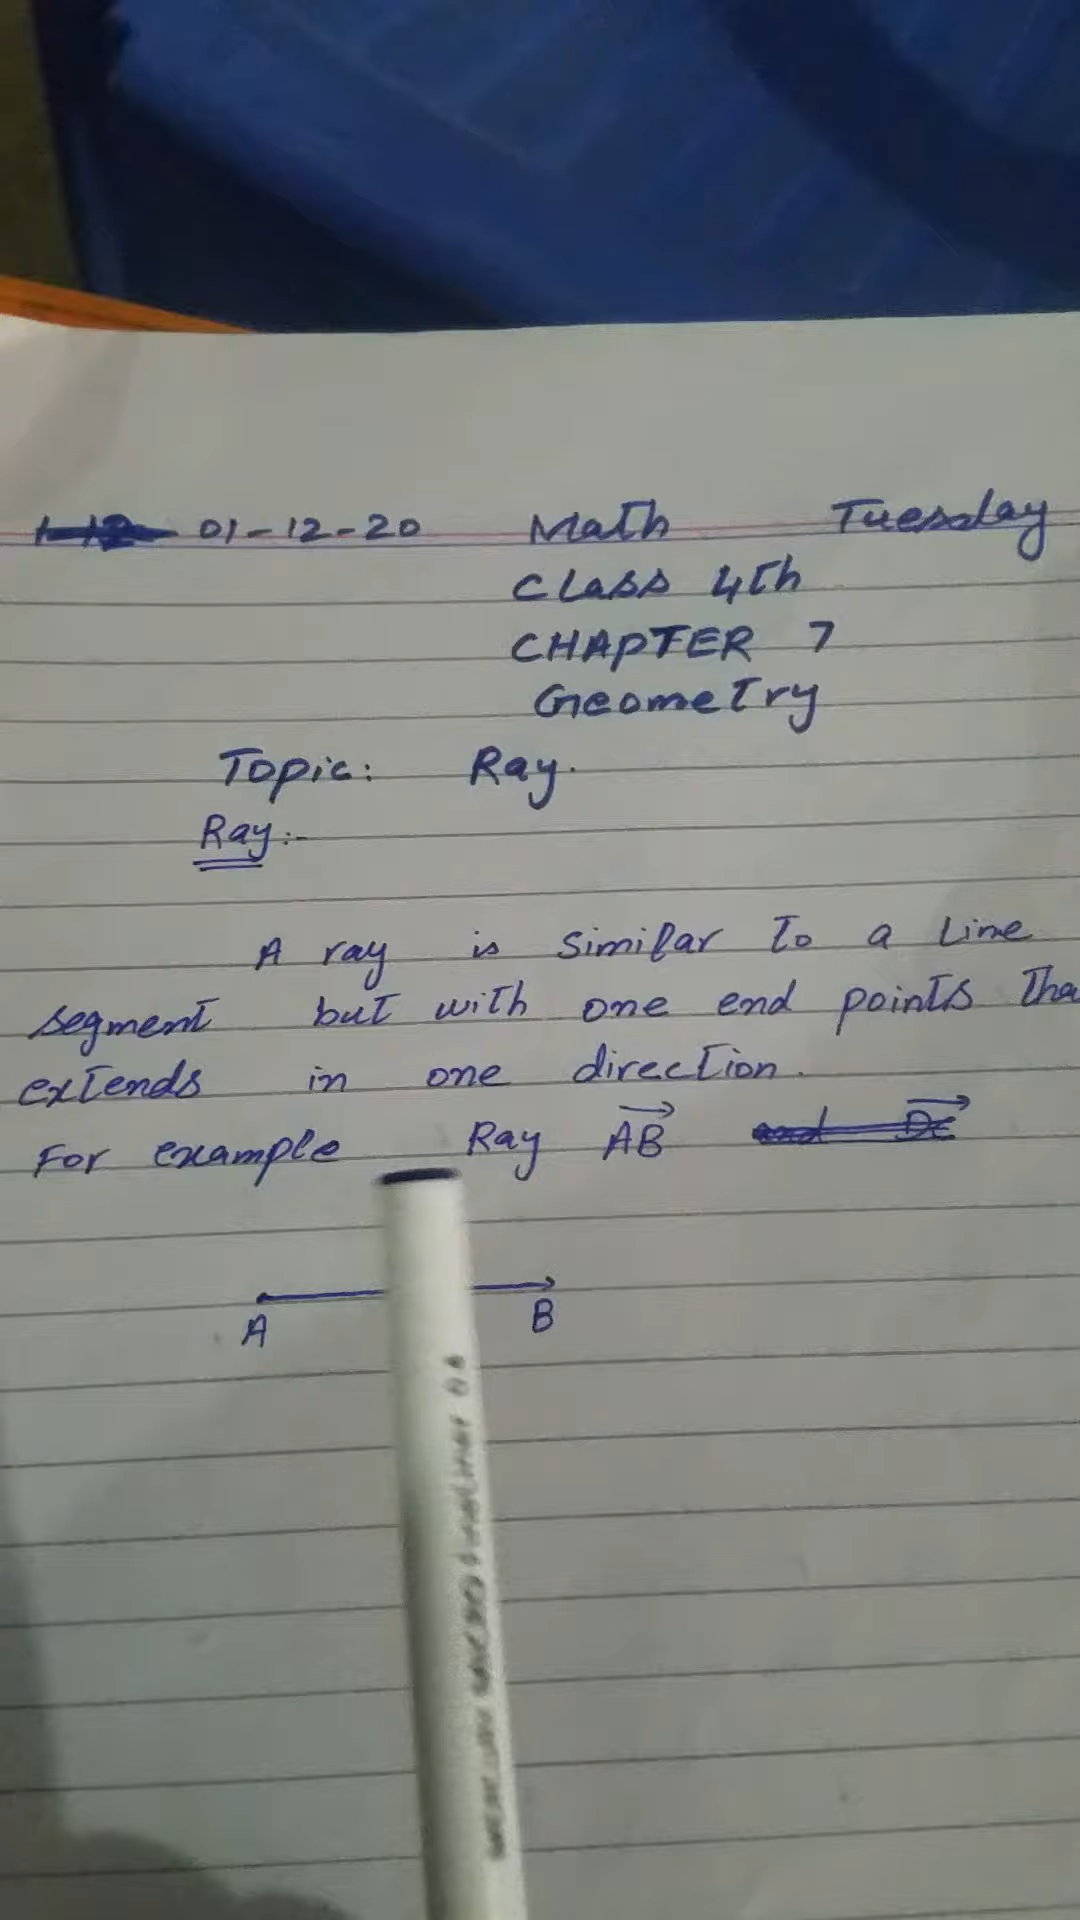 01-12-20 Math Tuesday
Class 4th
CHAPTER 7
Geometry
Topic: Ray.
Ray:-
A ray is similar to a Line
segment but with one end points tha
extends in one direction.
For example Ray AB
A B